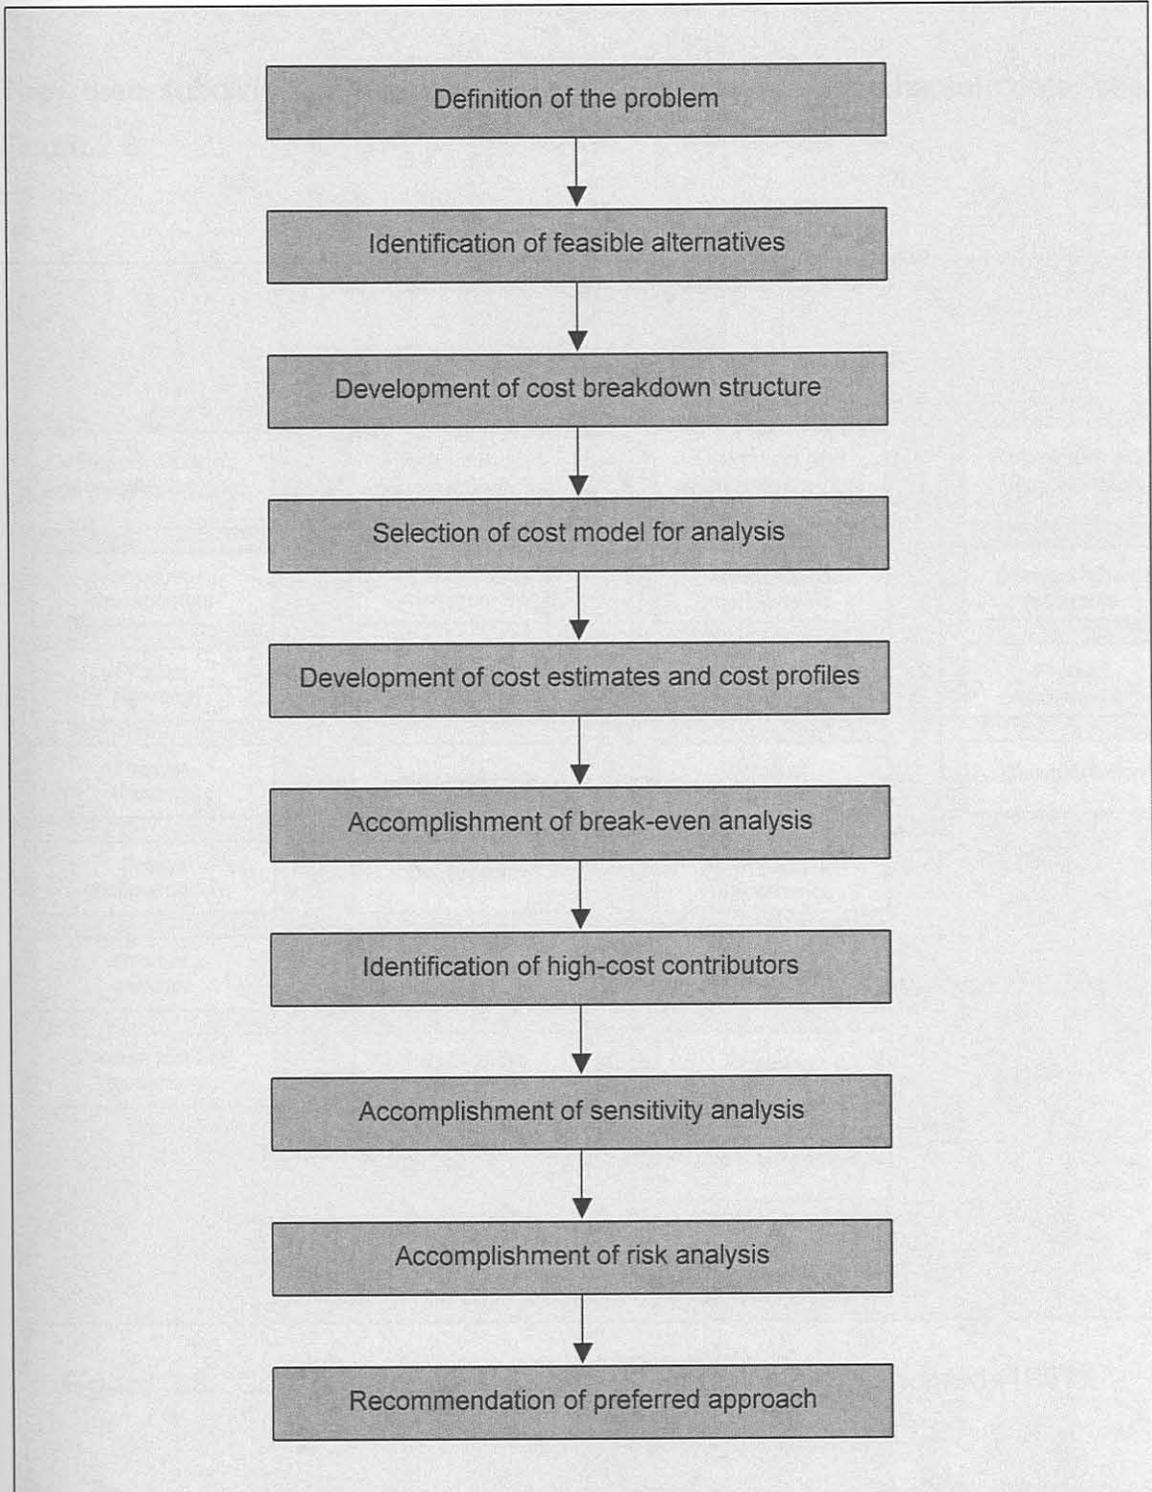 Definition of the problem
Identification of feasible alternatives
Development of cost breakdown structure
Selection of cost model for analysis
Development of cost estimates and cost profiles
Accomplishment of break-even analysis
Identification of high-cost contributors
Accomplishment of sensitivity analysis
Accomplishment of risk analysis
Recommendation of preferred approach